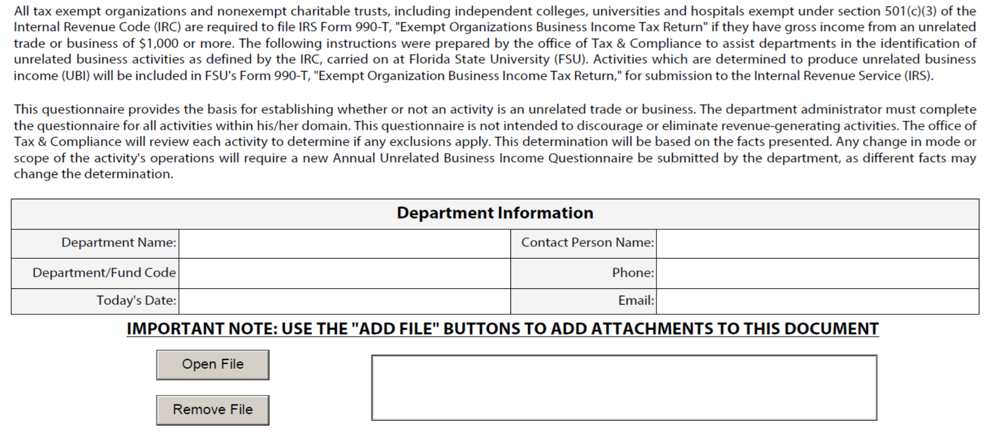 All tax exempt organizations and nonexempt charitable trusts, including independent colleges, universities and hospitals exempt under section 501(c)(3) of the
Internal Revenue Code (IRC) are required to file IRS Form 990-T, "Exempt Organizations Business Income Tax Return" if they have gross income from an unrelated
trade or business of $1,000 or more. The following instructions were prepared by the office of Tax & Compliance to assist departments in the identification of
unrelated business activities as defined by the IRC, carried on at Florida State University (FSU). Activities which are determined to produce unrelated business
income (UBI) will be included in FSU's Form 990-T, "Exempt Organization Business Income Tax Return," for submission to the Internal Revenue Service (IRS).
This questionnaire provides the basis for establishing whether or not an activity is an unrelated trade or business. The department administrator must complete
the questionnaire for all activities within his/her domain. This questionnaire is not intended to discourage or eliminate revenue-generating activities. The office of
Tax & Compliance will review each activity to determine if any exclusions apply. This determination will be based on the facts presented. Any change in mode or
scope of the activity's operations will require a new Annual Unrelated Business Income Questionnaire be submitted by the department, as different facts may
change the determination.
Department Information
Department Name: Contact Person Name:
Department/Fund Code Phone:
Today's Date: Email:
IMPORTANT NOTE: USE THE "ADD FILE" BUTTONS TO ADD ATTACHMENTS TO THIS DOCUMENT
Open File
Remove File